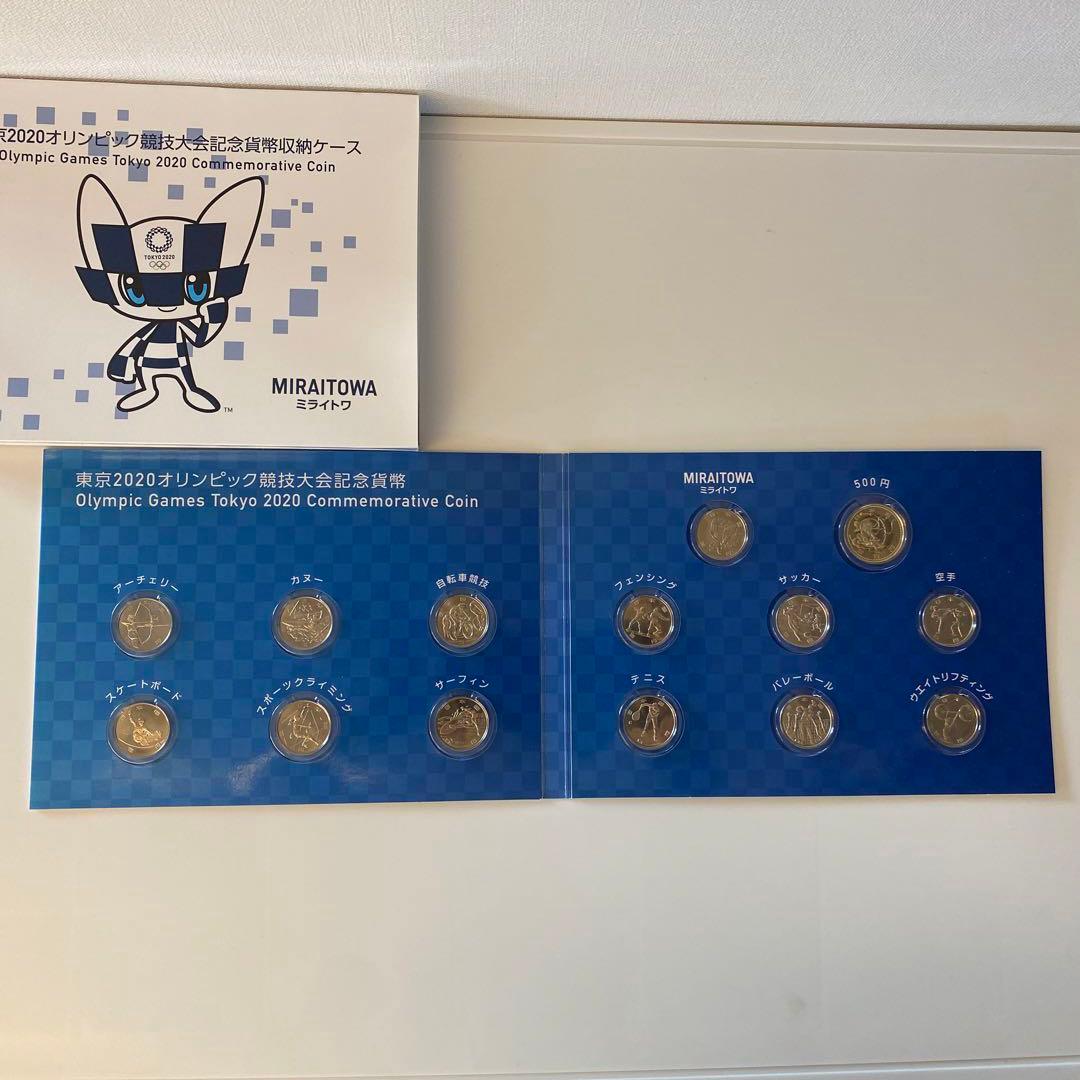 京2020オリンピック競技大会記念貨幣収納ケース
Olympic Games Tokyo 2020 Commemorative Coin
TOKYO 2020
MIRAITOWA
ミライトワ
TM
東京2020オリンピック競技大会記念貨幣
Olympic Games Tokyo 2020 Commemorative Coin
アーチェリー
カヌー
自転車競技
スケートボード
スポーツクライミング
サーフィン
MIRAITOWA
ミライトワ
500円
フェンシング
サッカー
空手
テニス
バレーボール
ウエイトリフティング